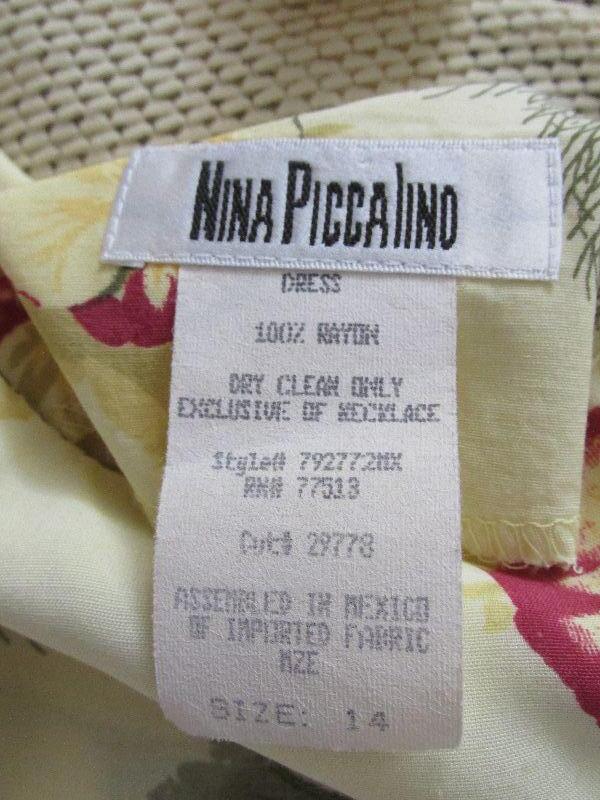 NINA PICCALINO
DRESS
100% RAYON
DRY CLEAN ONLY
EXCLUSIVE OF NECKLACE
Style# 792772MX
RN# 77513
Cut# 29778
ASSEMBLED IN MEXICO
OF IMPORTED FABRIC
MZE
SIZE: 14